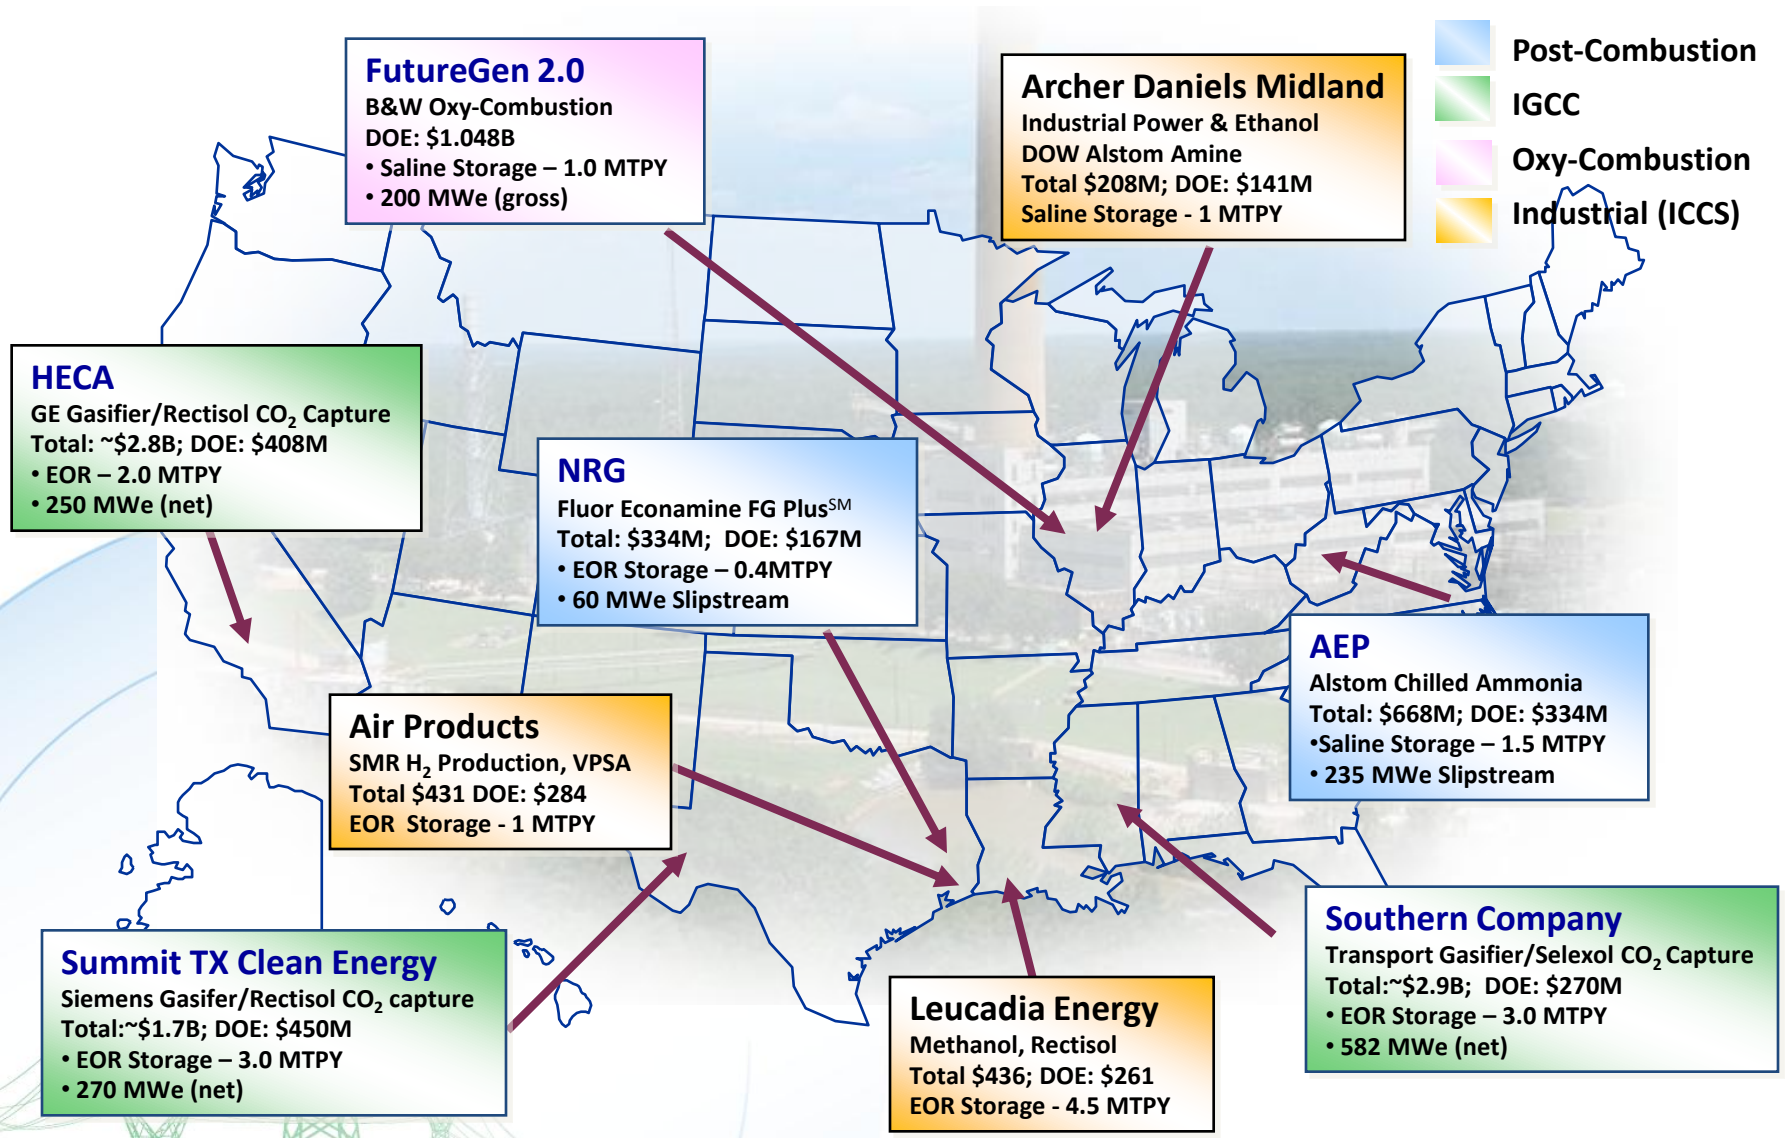 FutureGen 2.0
B&W Oxy-Combustion
DOE: $1.048B
• Saline Storage – 1.0 MTPY
• 200 MWe (gross)
Archer Daniels Midland
Industrial Power & Ethanol
DOW Alstom Amine
Total $208M; DOE: $141M
Saline Storage - 1 MTPY
Post-Combustion
IGCC
Oxy-Combustion
Industrial (ICCS)
HECA
GE Gasifier/Rectisol CO₂ Capture
Total: ~$2.8B; DOE: $408M
• EOR – 2.0 MTPY
• 250 MWe (net)
NRG
Fluor Econamine FG Plus℠
Total: $334M; DOE: $167M
• EOR Storage – 0.4MTPY
• 60 MWe Slipstream
AEP
Alstom Chilled Ammonia
Total: $668M; DOE: $334M
•Saline Storage – 1.5 MTPY
• 235 MWe Slipstream
Air Products
SMR H₂ Production, VPSA
Total $431 DOE: $284
EOR Storage - 1 MTPY
Southern Company
Transport Gasifier/Selexol CO₂ Capture
Total:~$2.9B; DOE: $270M
• EOR Storage – 3.0 MTPY
• 582 MWe (net)
Summit TX Clean Energy
Siemens Gasifer/Rectisol CO₂ capture
Total:~$1.7B; DOE: $450M
• EOR Storage – 3.0 MTPY
• 270 MWe (net)
Leucadia Energy
Methanol, Rectisol
Total $436; DOE: $261
EOR Storage - 4.5 MTPY